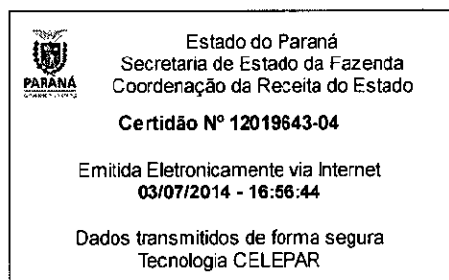 Estado do Paraná
Secretaria de Estado da Fazenda
PARANÁ
Coordenação da Receita do Estado
Certidão Nº 12019643-04
Emitida Eletronicamente via Internet
03/07/2014 - 16:56:44
Dados transmitidos de forma segura
Tecnologia CELEPAR